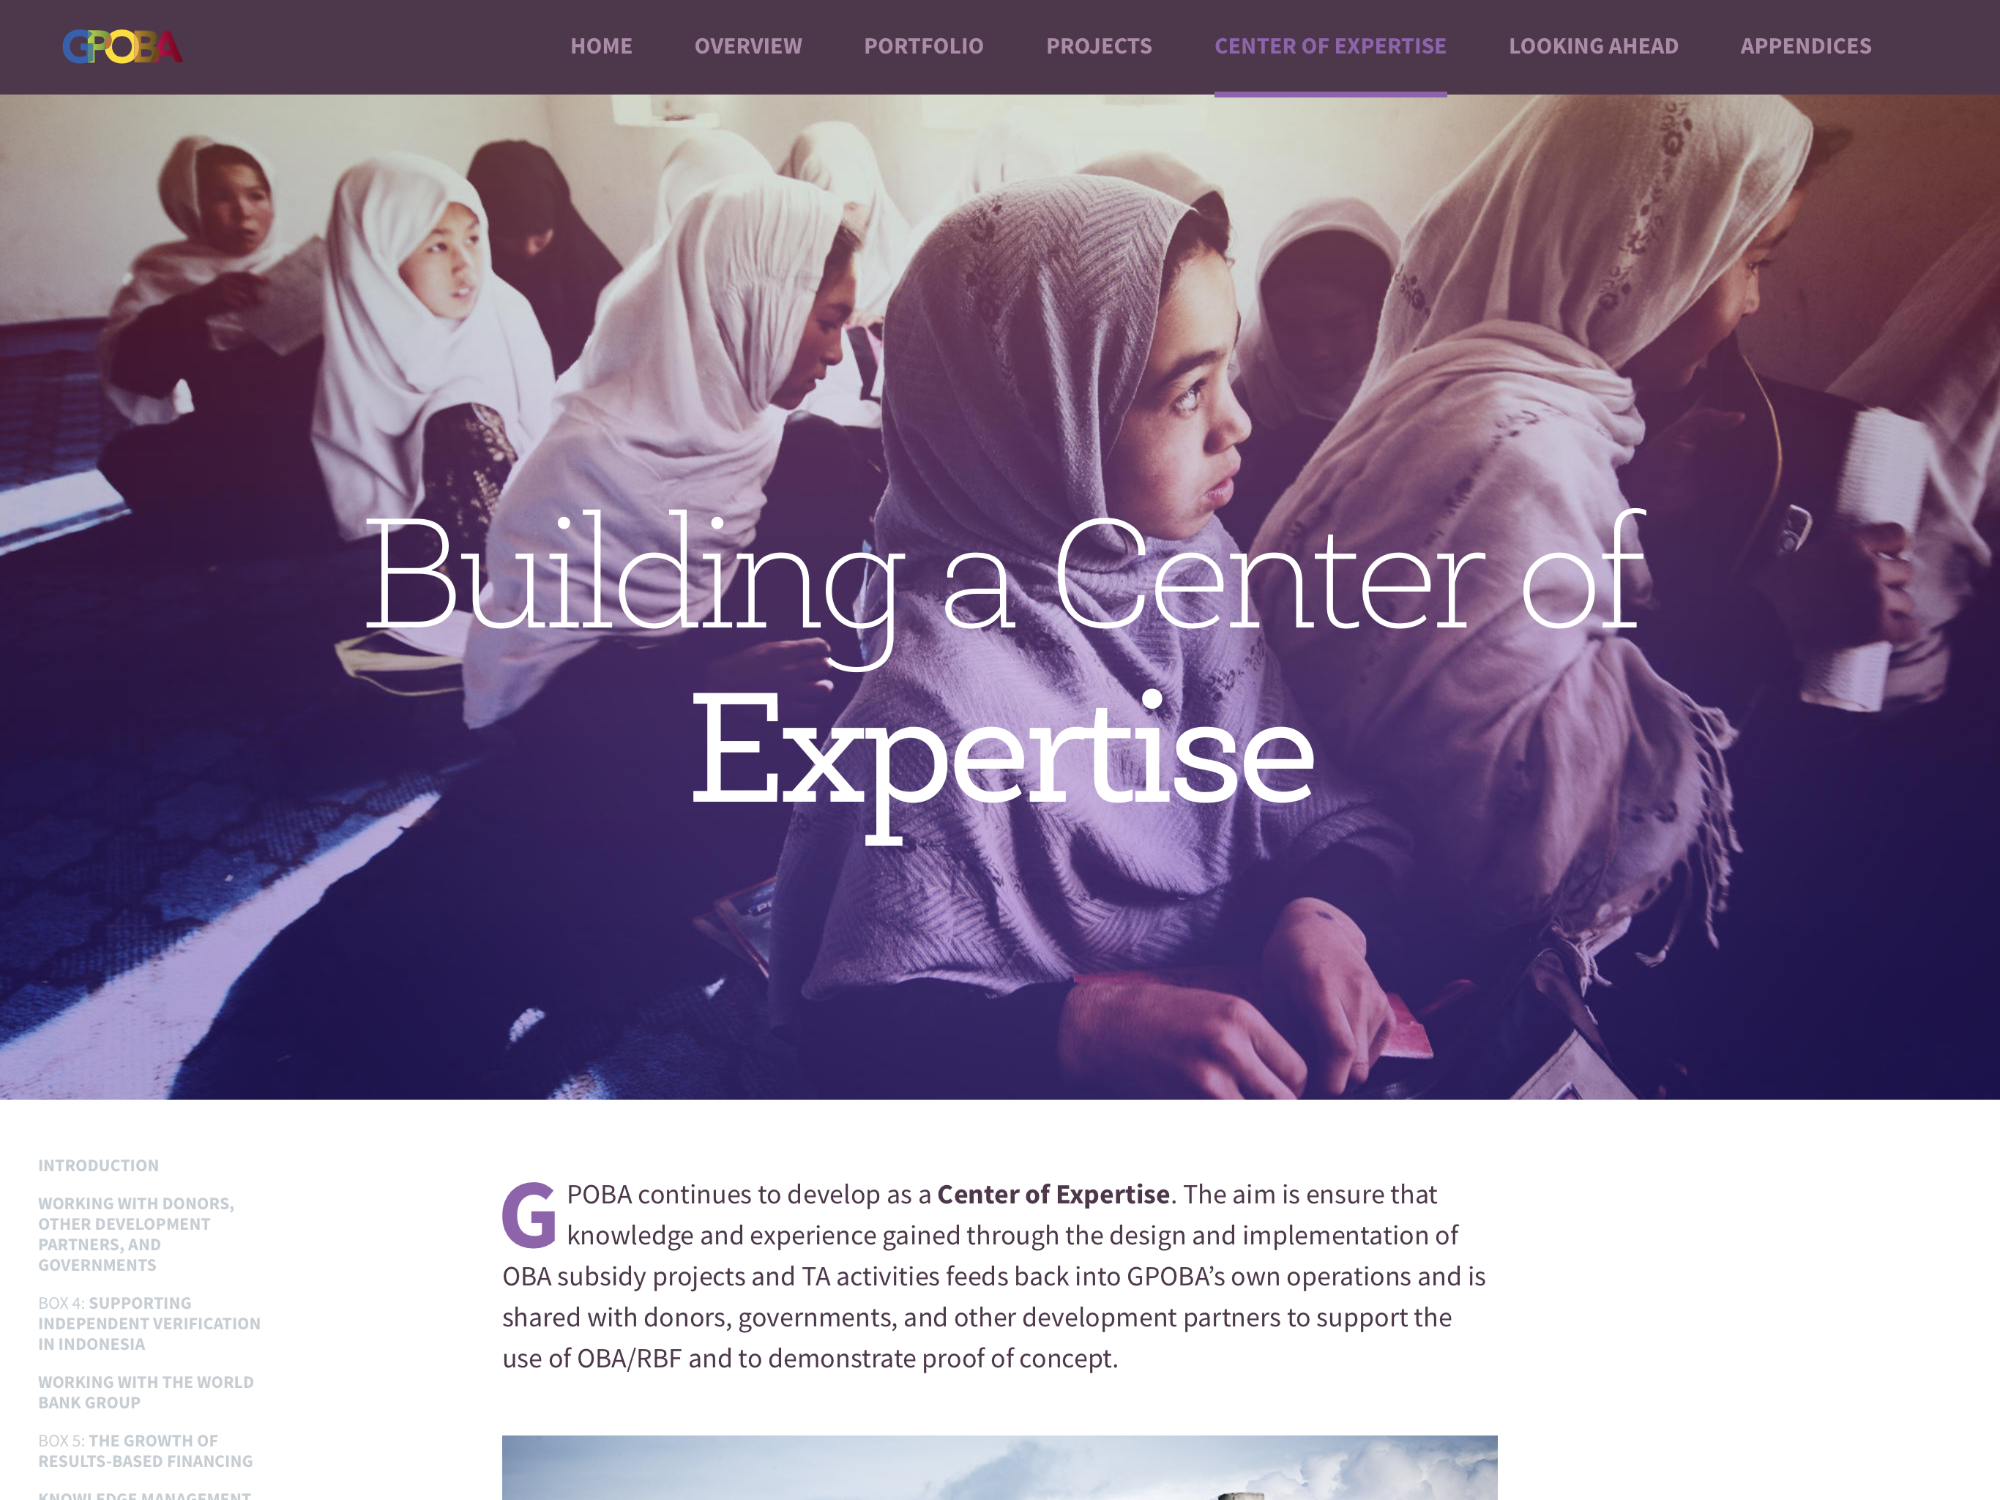 GPOBA
HOME OVERVIEW PORTFOLIO PROJECTS CENTER OF EXPERTISE LOOKING AHEAD APPENDICES
Building a Center of
Expertise
INTRODUCTION
WORKING WITH DONORS,
OTHER DEVELOPMENT
PARTNERS, AND
GOVERNMENTS
BOX 4: SUPPORTING
INDEPENDENT VERIFICATION
IN INDONESIA
WORKING WITH THE WORLD
BANK GROUP
BOX 5: THE GROWTH OF
RESULTS-BASED FINANCING
KNOWLEDGE MANAGEMENT
GPOBA continues to develop as a Center of Expertise. The aim is ensure that
knowledge and experience gained through the design and implementation of
OBA subsidy projects and TA activities feeds back into GPOBA’s own operations and is
shared with donors, governments, and other development partners to support the
use of OBA/RBF and to demonstrate proof of concept.